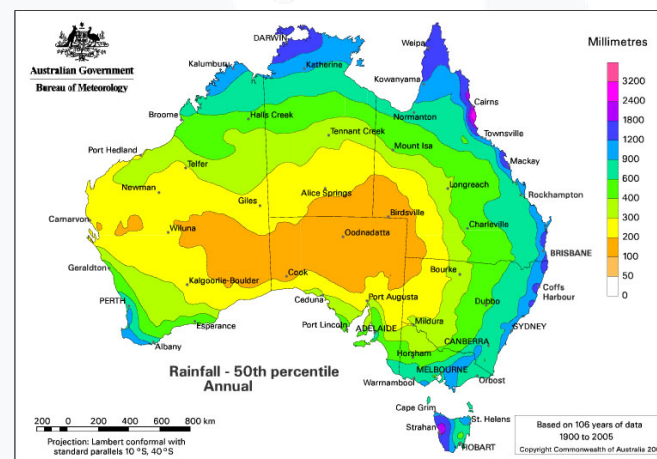 Australian Government
Bureau of Meteorology
DARWIN
Weipa
Kalumburu
Katherine
Kowanyama
Cairns
Broome
Halls Creek
Normanton
Townsville
Tennant Creek
Port Hedland
Mount Isa
Mackay
Telfer
Longreach
Rockhampton
Newman
Giles
Alice Springs
Birdsville
Carnarvon
Wiluna
Oodnadatta
Charleville
BRISBANE
Geraldton
Kalgoorlie-Boulder
Cook
Bourke
Coffs
Harbour
PERTH
Ceduna
Port Augusta
Dubbo
Esperance
Port Lincoln
ADELAIDE
Mildura
SYDNEY
Albany
CANBERRA
Horsham
MELBOURNE
Warrnambool
Orbost
Cape Grim
St. Helens
Strahan
HOBART
Millimetres
3200
2400
1800
1200
900
600
400
300
200
100
50
0
Rainfall - 50th percentile
Annual
200 0 200 400 600 800 km
Projection: Lambert conformal with
standard parallels 10 °S, 40 °S
Based on 106 years of data
1900 to 2005
Copyright Commonwealth of Australia